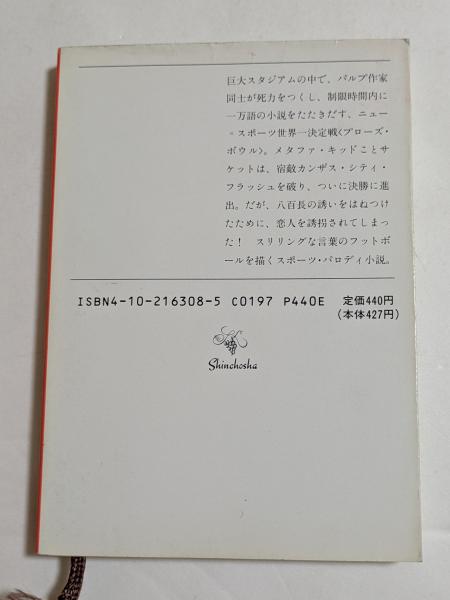 巨大スタジアムの中で、パルプ作家
同士が死力をつくし、制限時間内に
一万語の小説をたたきだす、ニュー
=スポーツ世界一決定戦〈プローズ・
ボウル〉。メタファ・キッドことサ
ケットは、宿敵カンザス・シティ・
フラッシュを破り、ついに決勝に進
出。だが、八百長の誘いをはねつけ
たために、恋人を誘拐されてしまっ
た！　スリリングな言葉のフットボ
ールを描くスポーツ・パロディ小説。
ISBN4-10-216308-5 C0197 P440E 定価440円
(本体427円)
Shinchosha